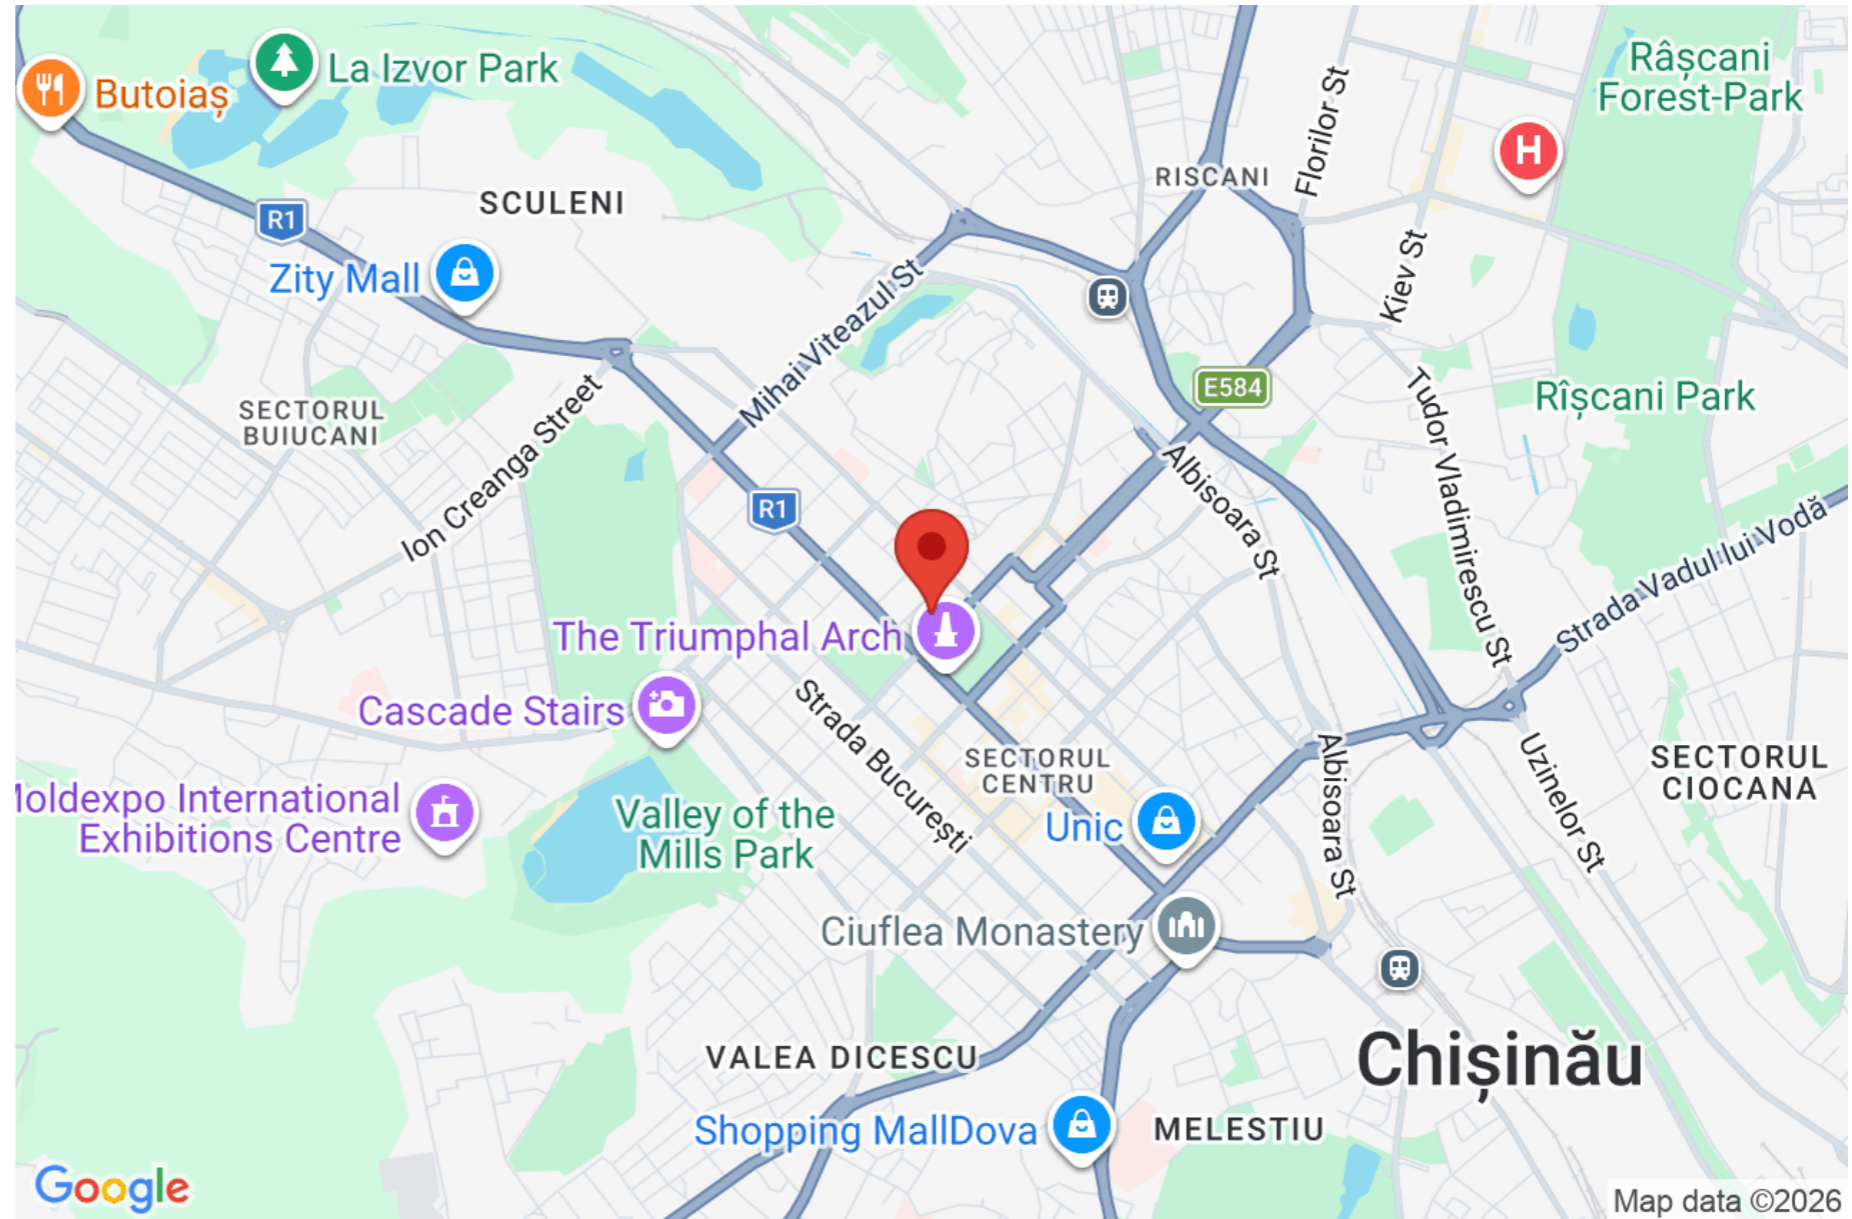 La Izvor Park
Butoiaș
Râșcani
Forest-Park
Florilor St
H
RISCANI
SCULENI
R1
Zity Mall
Kiev St
Mihai Viteazul St
E584
Rîșcani Park
SECTORUL
BUIUCANI
Ion Creanga Street
Tudor Vladimirescu St
Albisoara St
R1
Strada Vadul lui Vodă
The Triumphal Arch
Cascade Stairs
Strada București
SECTORUL
CENTRU
Albisoara St
Uzinelor St
SECTORUL
CIOCANA
Moldexpo International
Exhibitions Centre
Valley of the
Mills Park
Unic
Ciuflea Monastery
VALEA DICESCU
Chișinău
Shopping MallDova
MELESTIU
Google
Map data ©2026